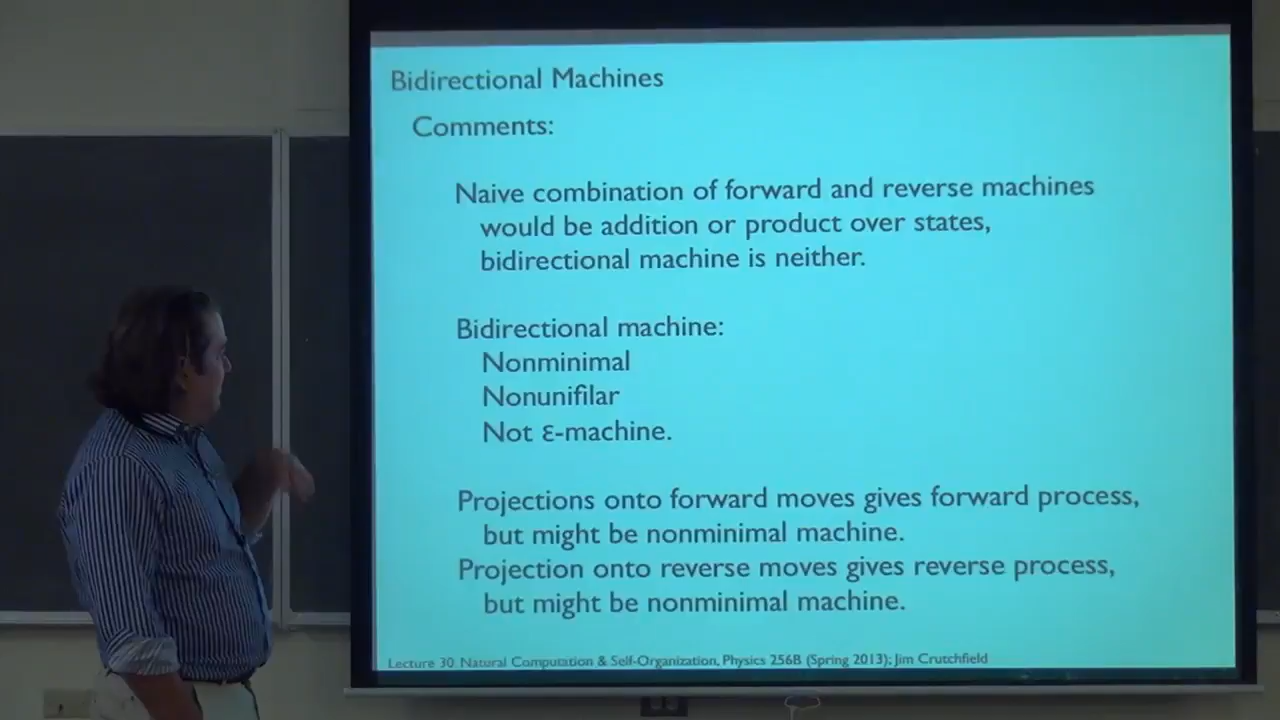 Bidirectional Machines
Comments:
Naive combination of forward and reverse machines
would be addition or product over states,
bidirectional machine is neither.
Bidirectional machine:
Nonminimal
Nonunifilar
Not ε-machine.
Projections onto forward moves gives forward process,
but might be nonminimal machine.
Projection onto reverse moves gives reverse process,
but might be nonminimal machine.
Lecture 30 Natural Computation & Self-Organization, Physics 256B (Spring 2013); Jim Crutchfield